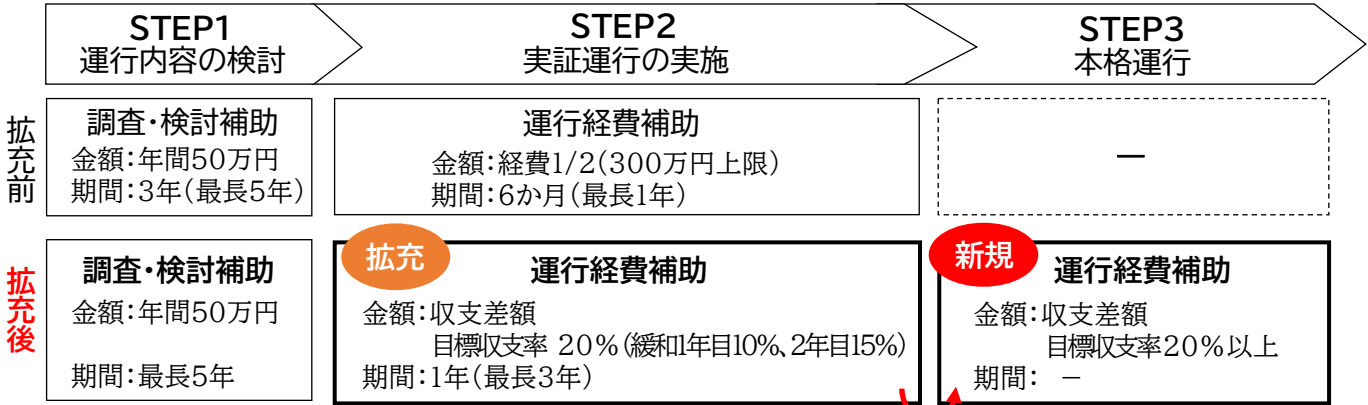 STEP1
運行内容の検討
STEP2
実証運行の実施
STEP3
本格運行
拡充前
調査・検討補助
金額：年間50万円
期間：3年（最長5年）
運行経費補助
金額：経費1/2（300万円上限）
期間：6か月（最長1年）
ー
拡充後
調査・検討補助
金額：年間50万円
期間：最長5年
拡充
運行経費補助
金額：収支差額
目標収支率 20％（緩和1年目10％、2年目15％）
期間：1年（最長3年）
新規
運行経費補助
金額：収支差額
目標収支率20％以上
期間： －